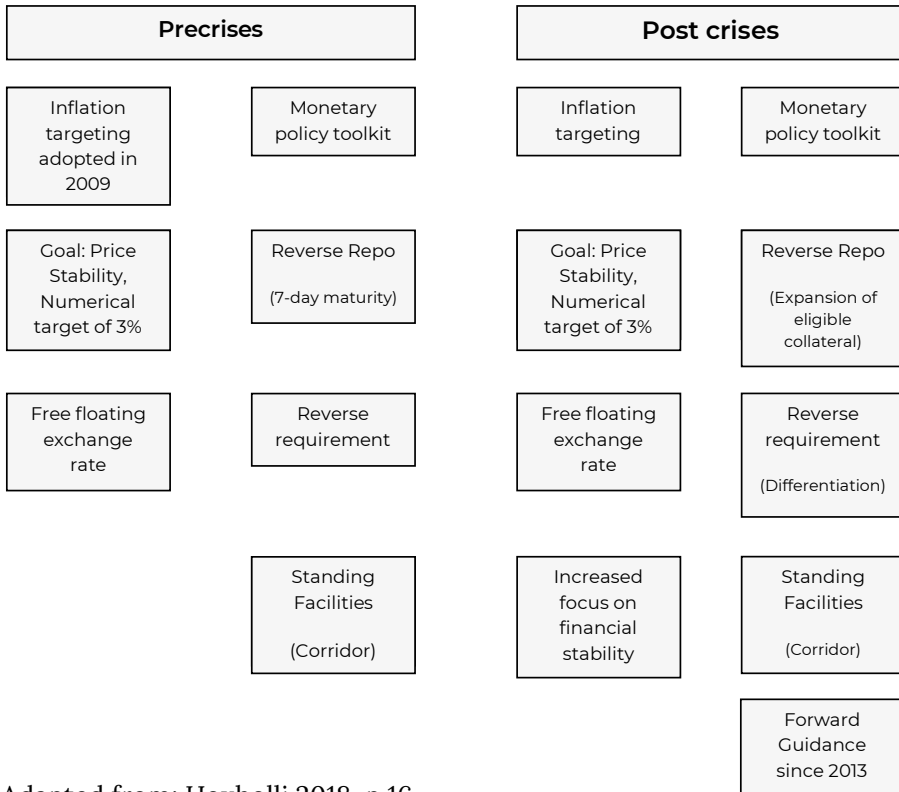 Precrises
Inflation
targeting
adopted in
2009
Monetary
policy toolkit
Goal: Price
Stability,
Numerical
target of 3%
Reverse Repo
(7-day maturity)
Free floating
exchange
rate
Reverse
requirement
Standing
Facilities
(Corridor)
Post crises
Inflation
targeting
Monetary
policy toolkit
Goal: Price
Stability,
Numerical
target of 3%
Reverse Repo
(Expansion of
eligible
collateral)
Free floating
exchange
rate
Reverse
requirement
(Differentiation)
Increased
focus on
financial
stability
Standing
Facilities
(Corridor)
Forward
Guidance
since 2013
from: 2018, p.16